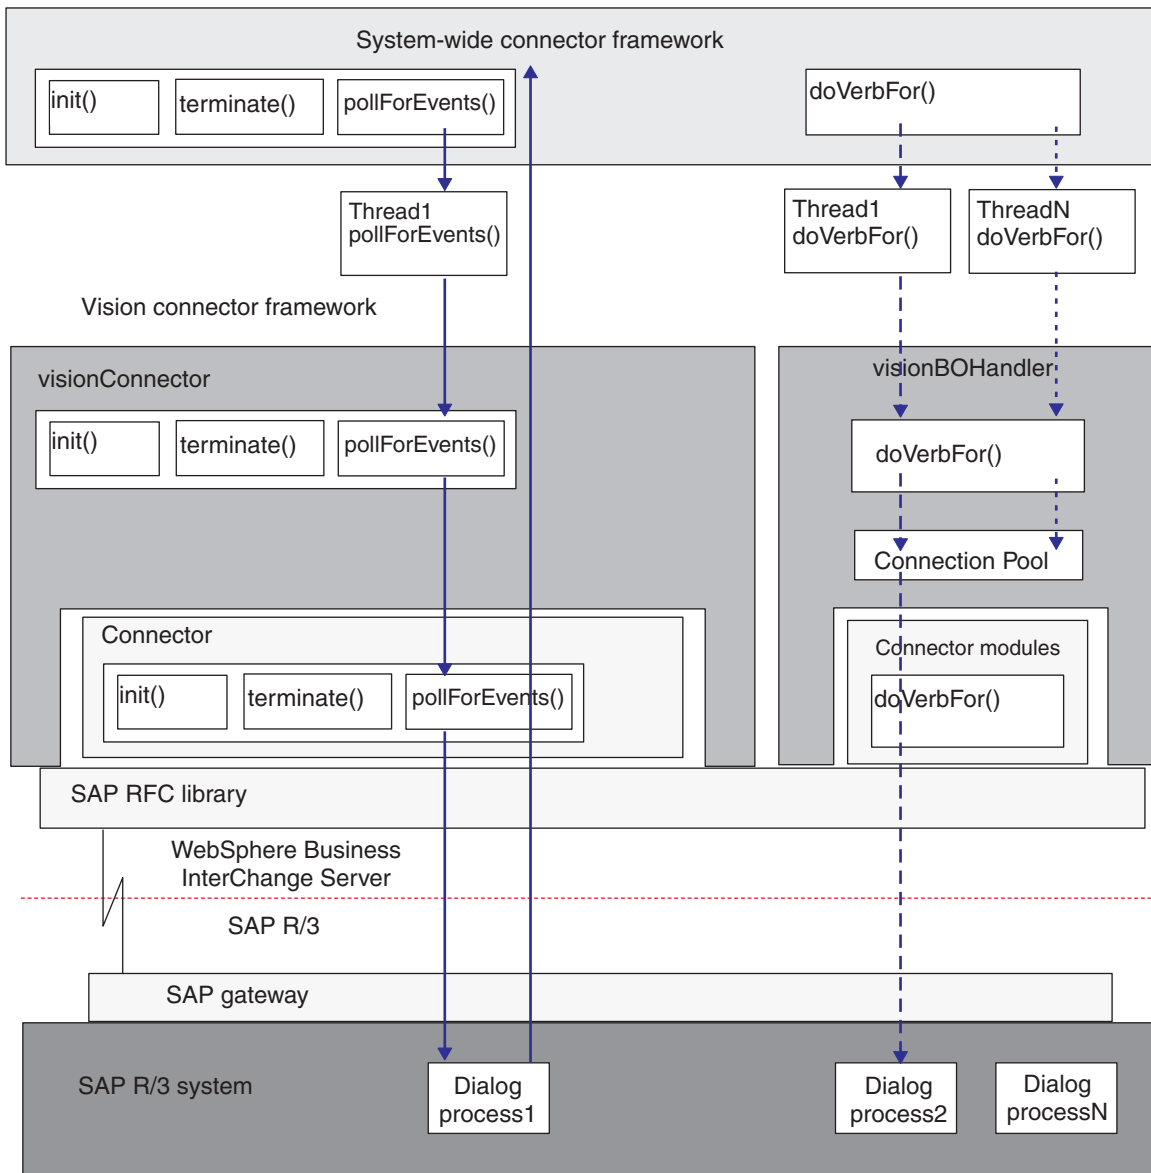 System-wide connector framework
init()
terminate()
pollForEvents()
doVerbFor()
Thread1
pollForEvents()
Thread1
doVerbFor()
ThreadN
doVerbFor()
Vision connector framework
visionConnector
visionBOHandler
init()
terminate()
pollForEvents()
doVerbFor()
Connection Pool
Connector
Connector modules
init()
terminate()
pollForEvents()
doVerbFor()
SAP RFC library
WebSphere Business
InterChange Server
SAP R/3
SAP gateway
SAP R/3 system
Dialog
process1
Dialog
process2
Dialog
processN